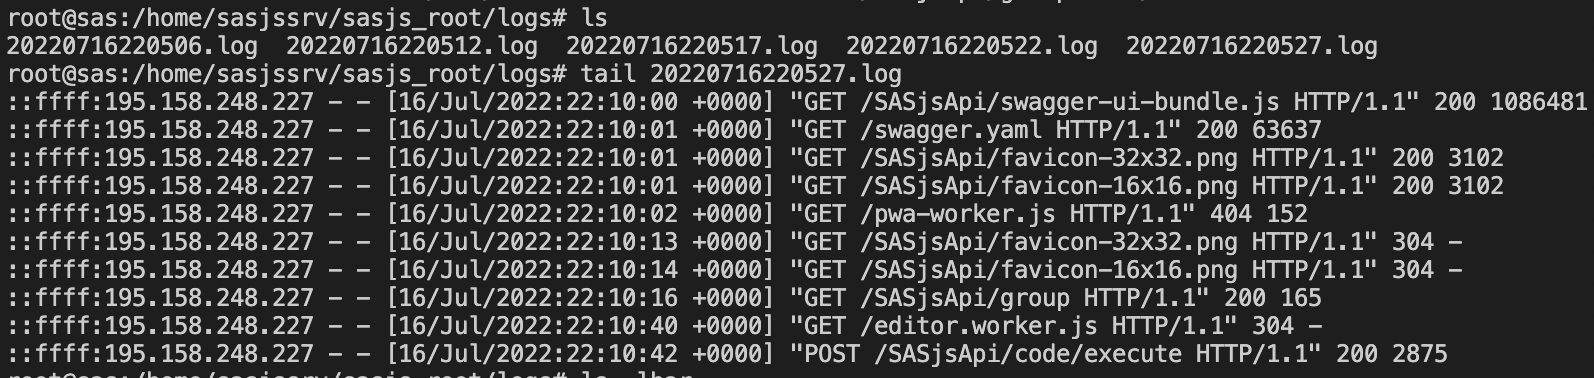 root@sas:/home/sasjssrv/sasjs_root/logs# ls
20220716220506.log  20220716220512.log  20220716220517.log  20220716220522.log  20220716220527.log
root@sas:/home/sasjssrv/sasjs_root/logs# tail 20220716220527.log
::ffff:195.158.248.227 - - [16/Jul/2022:22:10:00 +0000] "GET /SASjsApi/swagger-ui-bundle.js HTTP/1.1" 200 1086481
::ffff:195.158.248.227 - - [16/Jul/2022:22:10:01 +0000] "GET /swagger.yaml HTTP/1.1" 200 63637
::ffff:195.158.248.227 - - [16/Jul/2022:22:10:01 +0000] "GET /SASjsApi/favicon-32x32.png HTTP/1.1" 200 3102
::ffff:195.158.248.227 - - [16/Jul/2022:22:10:01 +0000] "GET /SASjsApi/favicon-16x16.png HTTP/1.1" 200 3102
::ffff:195.158.248.227 - - [16/Jul/2022:22:10:02 +0000] "GET /pwa-worker.js HTTP/1.1" 404 152
::ffff:195.158.248.227 - - [16/Jul/2022:22:10:13 +0000] "GET /SASjsApi/favicon-32x32.png HTTP/1.1" 304 -
::ffff:195.158.248.227 - - [16/Jul/2022:22:10:14 +0000] "GET /SASjsApi/favicon-16x16.png HTTP/1.1" 304 -
::ffff:195.158.248.227 - - [16/Jul/2022:22:10:16 +0000] "GET /SASjsApi/group HTTP/1.1" 200 165
::ffff:195.158.248.227 - - [16/Jul/2022:22:10:40 +0000] "GET /editor.worker.js HTTP/1.1" 304 -
::ffff:195.158.248.227 - - [16/Jul/2022:22:10:42 +0000] "POST /SASjsApi/code/execute HTTP/1.1" 200 2875
root@sas:/home/sasjssrv/sasjs_root/logs#